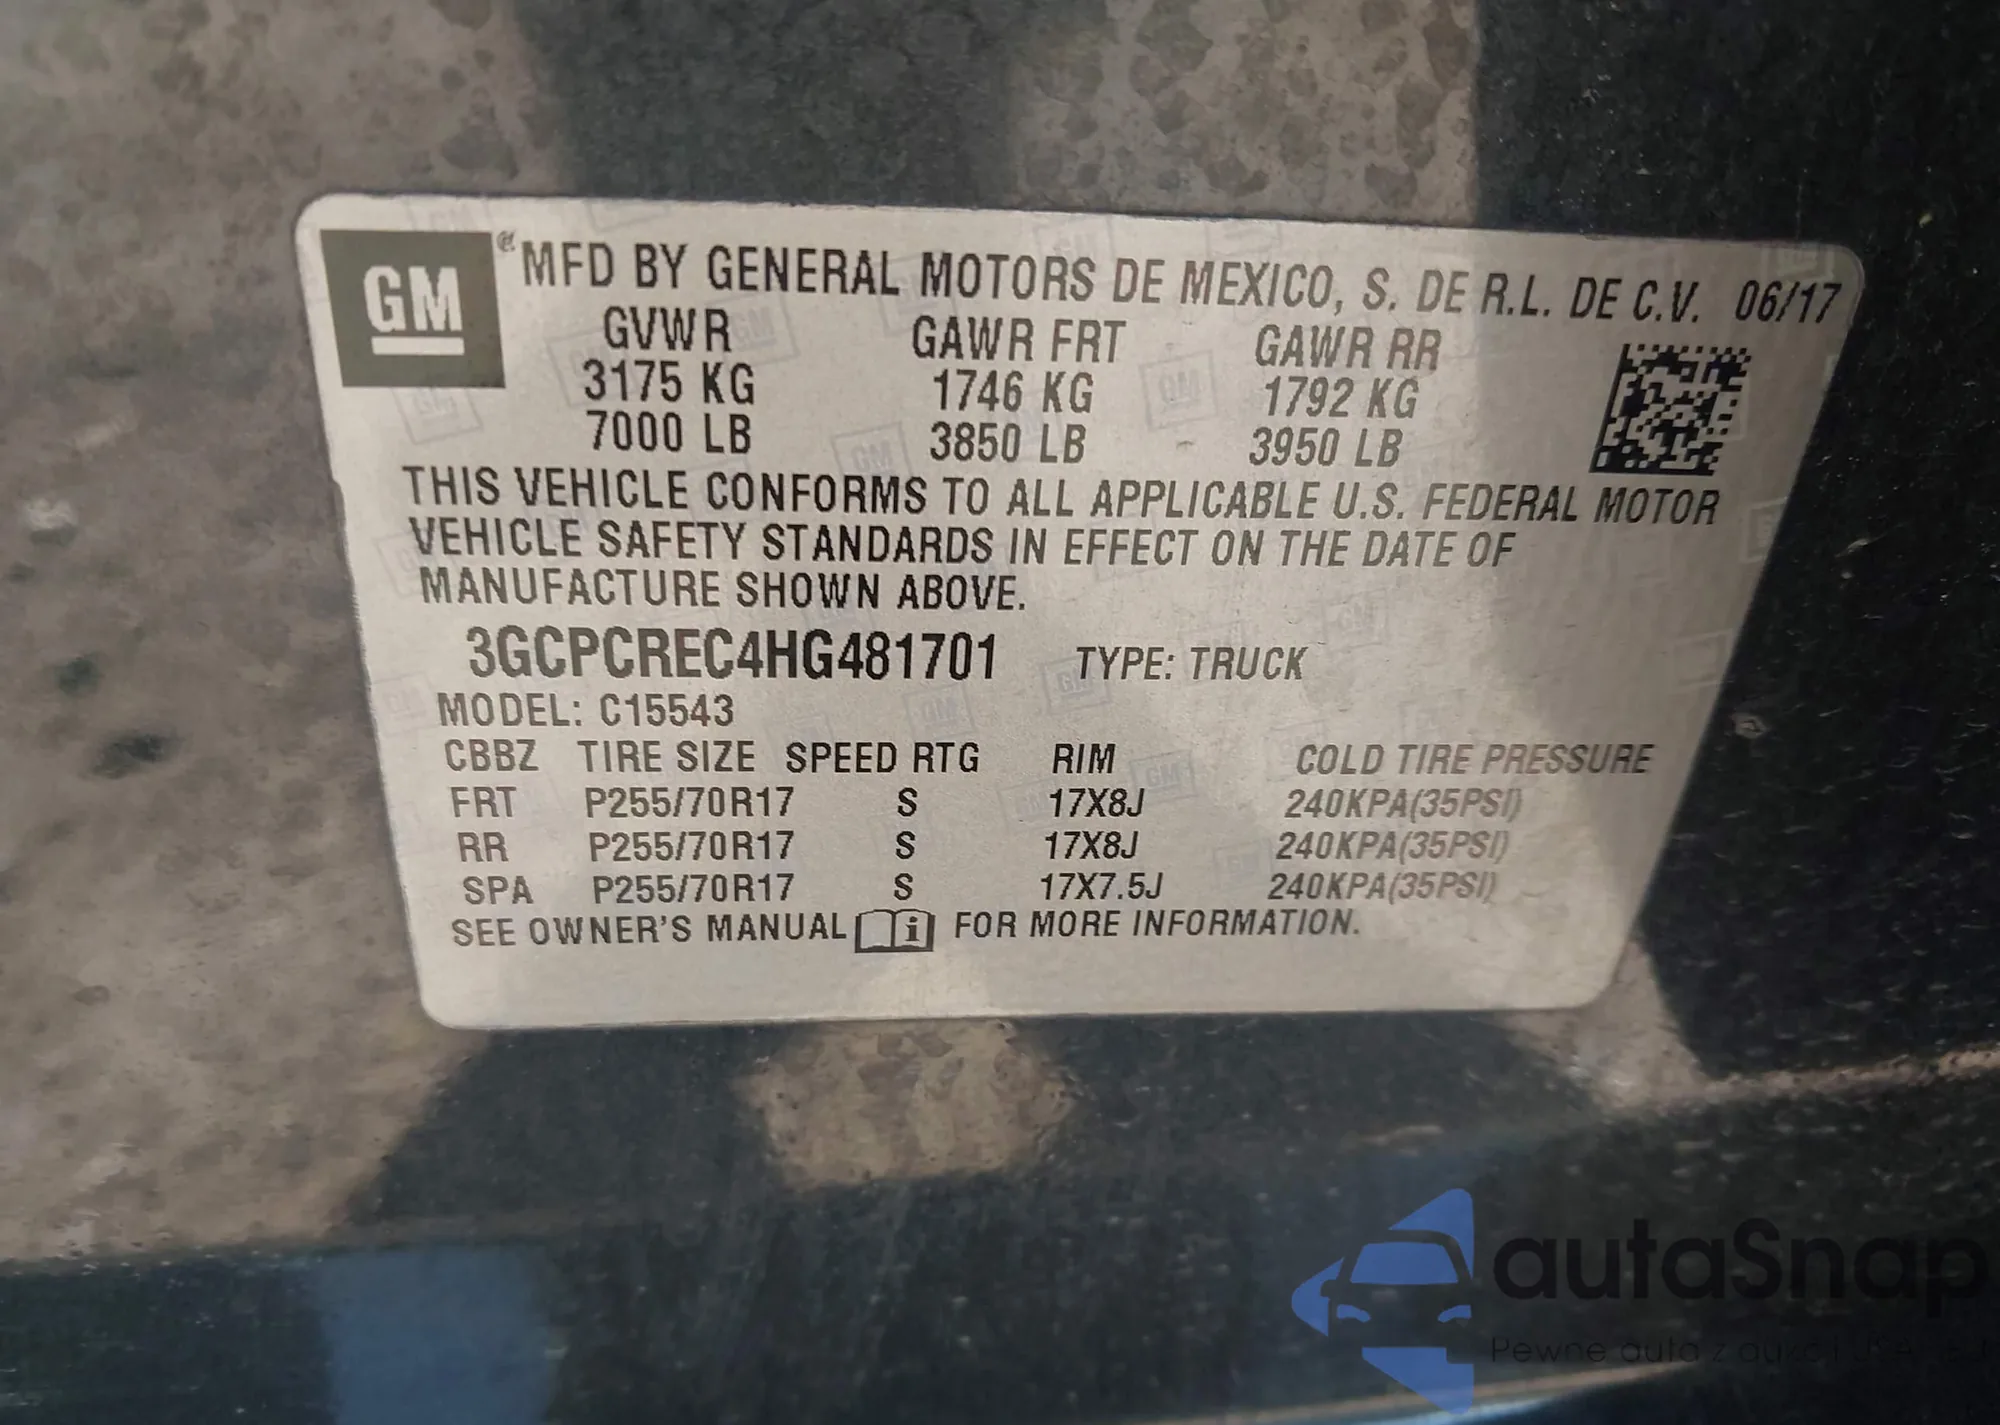 GM
MFD BY GENERAL MOTORS DE MEXICO, S. DE R.L. DE C.V. 06/17
GVWR GAWR FRT GAWR RR
3175 KG 1746 KG 1792 KG
7000 LB 3850 LB 3950 LB
THIS VEHICLE CONFORMS TO ALL APPLICABLE U.S. FEDERAL MOTOR
VEHICLE SAFETY STANDARDS IN EFFECT ON THE DATE OF
MANUFACTURE SHOWN ABOVE.
3GCPCREC4HG481701 TYPE: TRUCK
MODEL: C15543
CBBZ TIRE SIZE SPEED RTG RIM COLD TIRE PRESSURE
FRT P255/70R17 S 17X8J 240KPA(35PSI)
RR P255/70R17 S 17X8J 240KPA(35PSI)
SPA P255/70R17 S 17X7.5J 240KPA(35PSI)
SEE OWNER'S MANUAL i FOR MORE INFORMATION.
autaSnap
Pewne auta z aukcji